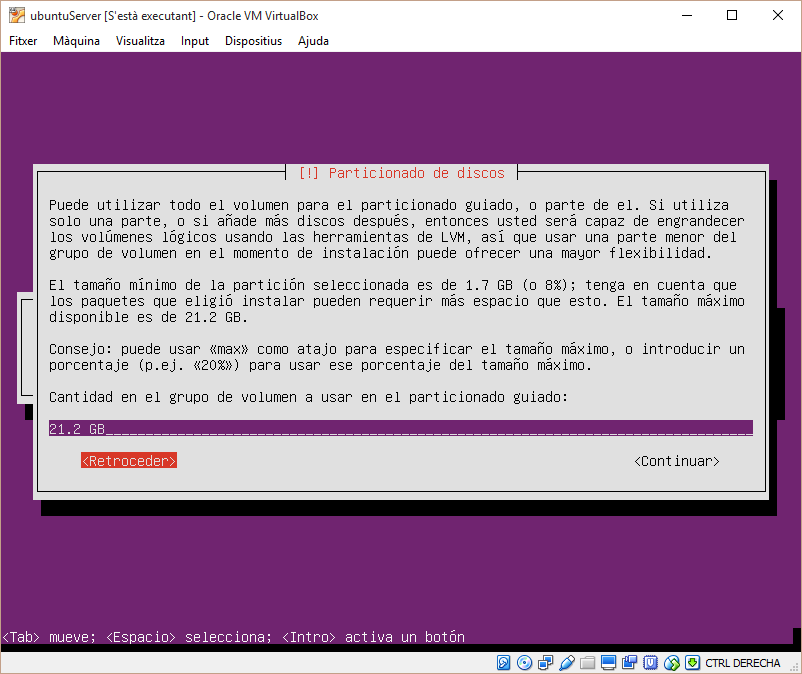 ubuntuServer [S'està executant] - Oracle VM VirtualBox
Fitxer Màquina Visualitza Input Dispositius Ajuda
[!] Particionado de discos
Puede utilizar todo el volumen para el particionado guiado, o parte de el. Si utiliza
solo una parte, o si añade más discos después, entonces usted será capaz de engrandecer
los volúmenes lógicos usando las herramientas de LVM, así que usar una parte menor del
grupo de volumen en el momento de instalación puede ofrecer una mayor flexibilidad.
El tamaño mínimo de la partición seleccionada es de 1.7 GB (o 8%); tenga en cuenta que
los paquetes que eligió instalar pueden requerir más espacio que esto. El tamaño máximo
disponible es de 21.2 GB.
Consejo: puede usar «max» como atajo para especificar el tamaño máximo, o introducir un
porcentaje (p.ej. «20%») para usar ese porcentaje del tamaño máximo.
Cantidad en el grupo de volumen a usar en el particionado guiado:
21.2 GB
<Retroceder> <Continuar>
<Tab> mueve; <Espacio> selecciona; <Intro> activa un botón
CTRL DERECHA